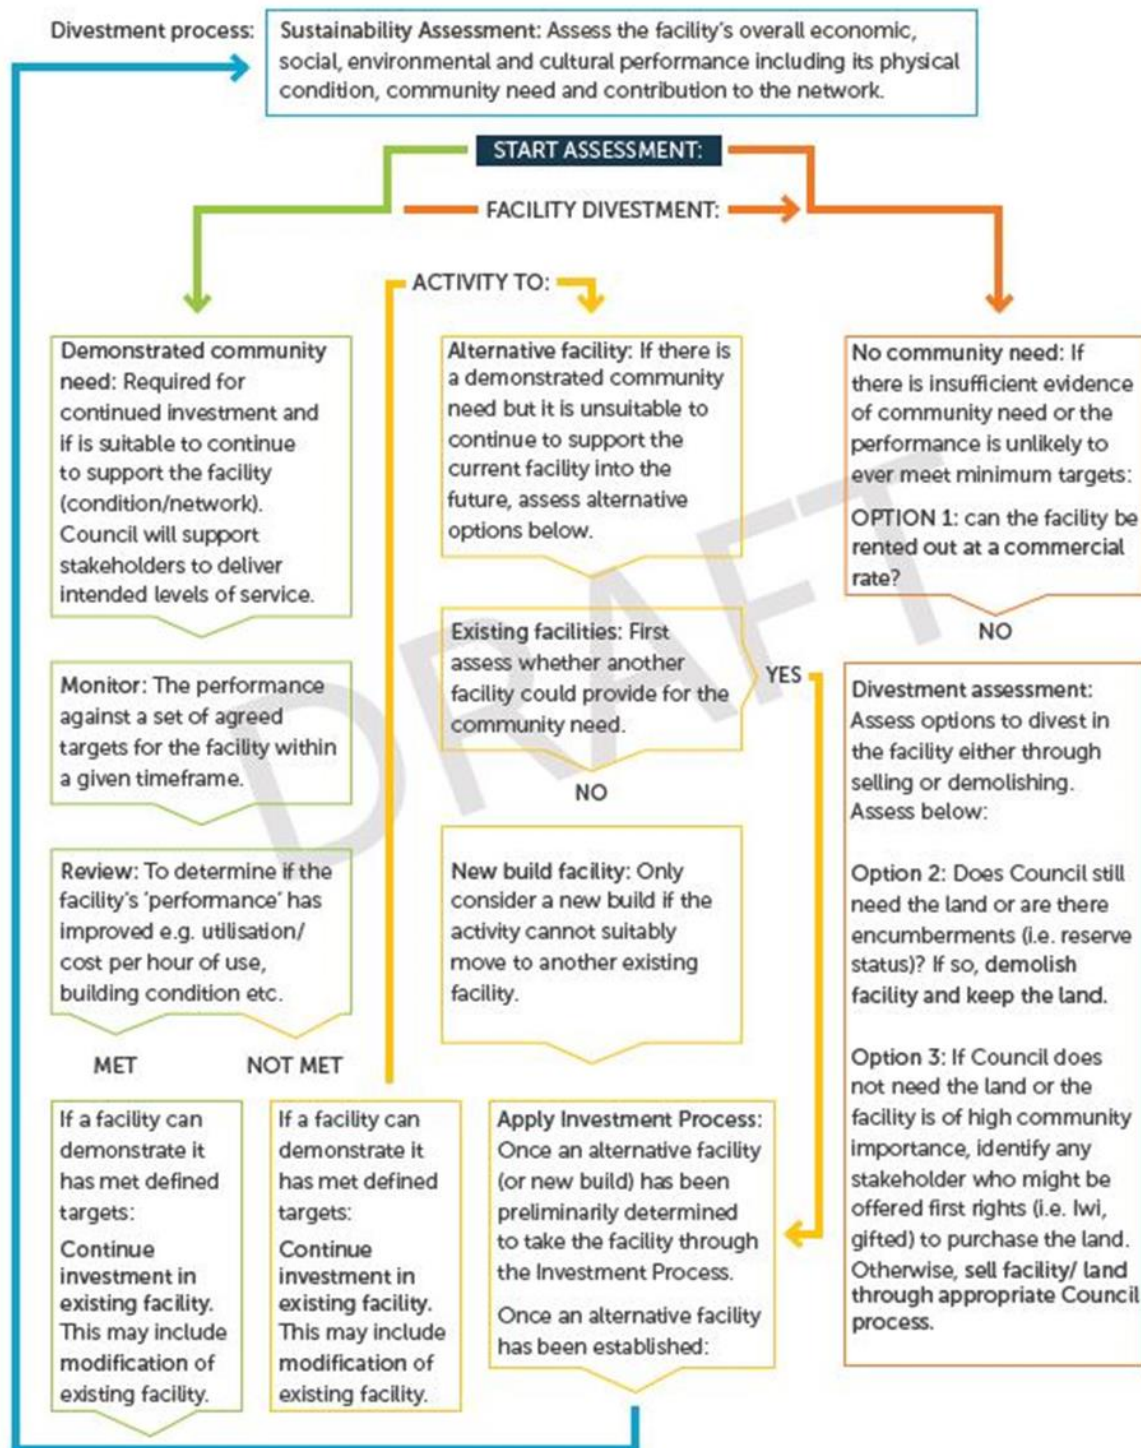 Divestment process:
Sustainability Assessment: Assess the facility's overall economic,
social, environmental and cultural performance including its physical
condition, community need and contribution to the network.
START ASSESSMENT:
FACILITY DIVESTMENT:
ACTIVITY TO:
Demonstrated community
need: Required for
continued investment and
if is suitable to continue
to support the facility
(condition/network).
Council will support
stakeholders to deliver
intended levels of service.
Monitor: The performance
against a set of agreed
targets for the facility within
a given timeframe.
Review: To determine if the
facility's 'performance' has
improved e.g. utilisation/
cost per hour of use,
building condition etc.
MET
NOT MET
If a facility can
demonstrate it
has met defined
targets:
Continue
investment in
existing facility.
This may include
modification of
existing facility.
If a facility can
demonstrate it
has met defined
targets:
Continue
investment in
existing facility.
This may include
modification of
existing facility.
Alternative facility: If there is
a demonstrated community
need but it is unsuitable to
continue to support the
current facility into the
future, assess alternative
options below.
Existing facilities: First
assess whether another
facility could provide for the
community need.
YES
NO
New build facility: Only
consider a new build if the
activity cannot suitably
move to another existing
facility.
Apply Investment Process:
Once an alternative facility
(or new build) has been
preliminarily determined
to take the facility through
the Investment Process.
Once an alternative facility
has been established:
No community need: If
there is insufficient evidence
of community need or the
performance is unlikely to
ever meet minimum targets:
OPTION 1: can the facility be
rented out at a commercial
rate?
NO
Divestment assessment:
Assess options to divest in
the facility either through
selling or demolishing.
Assess below:
Option 2: Does Council still
need the land or are there
encumberments (i.e. reserve
status)? If so, demolish
facility and keep the land.
Option 3: If Council does
not need the land or the
facility is of high community
importance, identify any
stakeholder who might be
offered first rights (i.e. Iwi,
gifted) to purchase the land.
Otherwise, sell facility/ land
through appropriate Council
process.
DRAFT